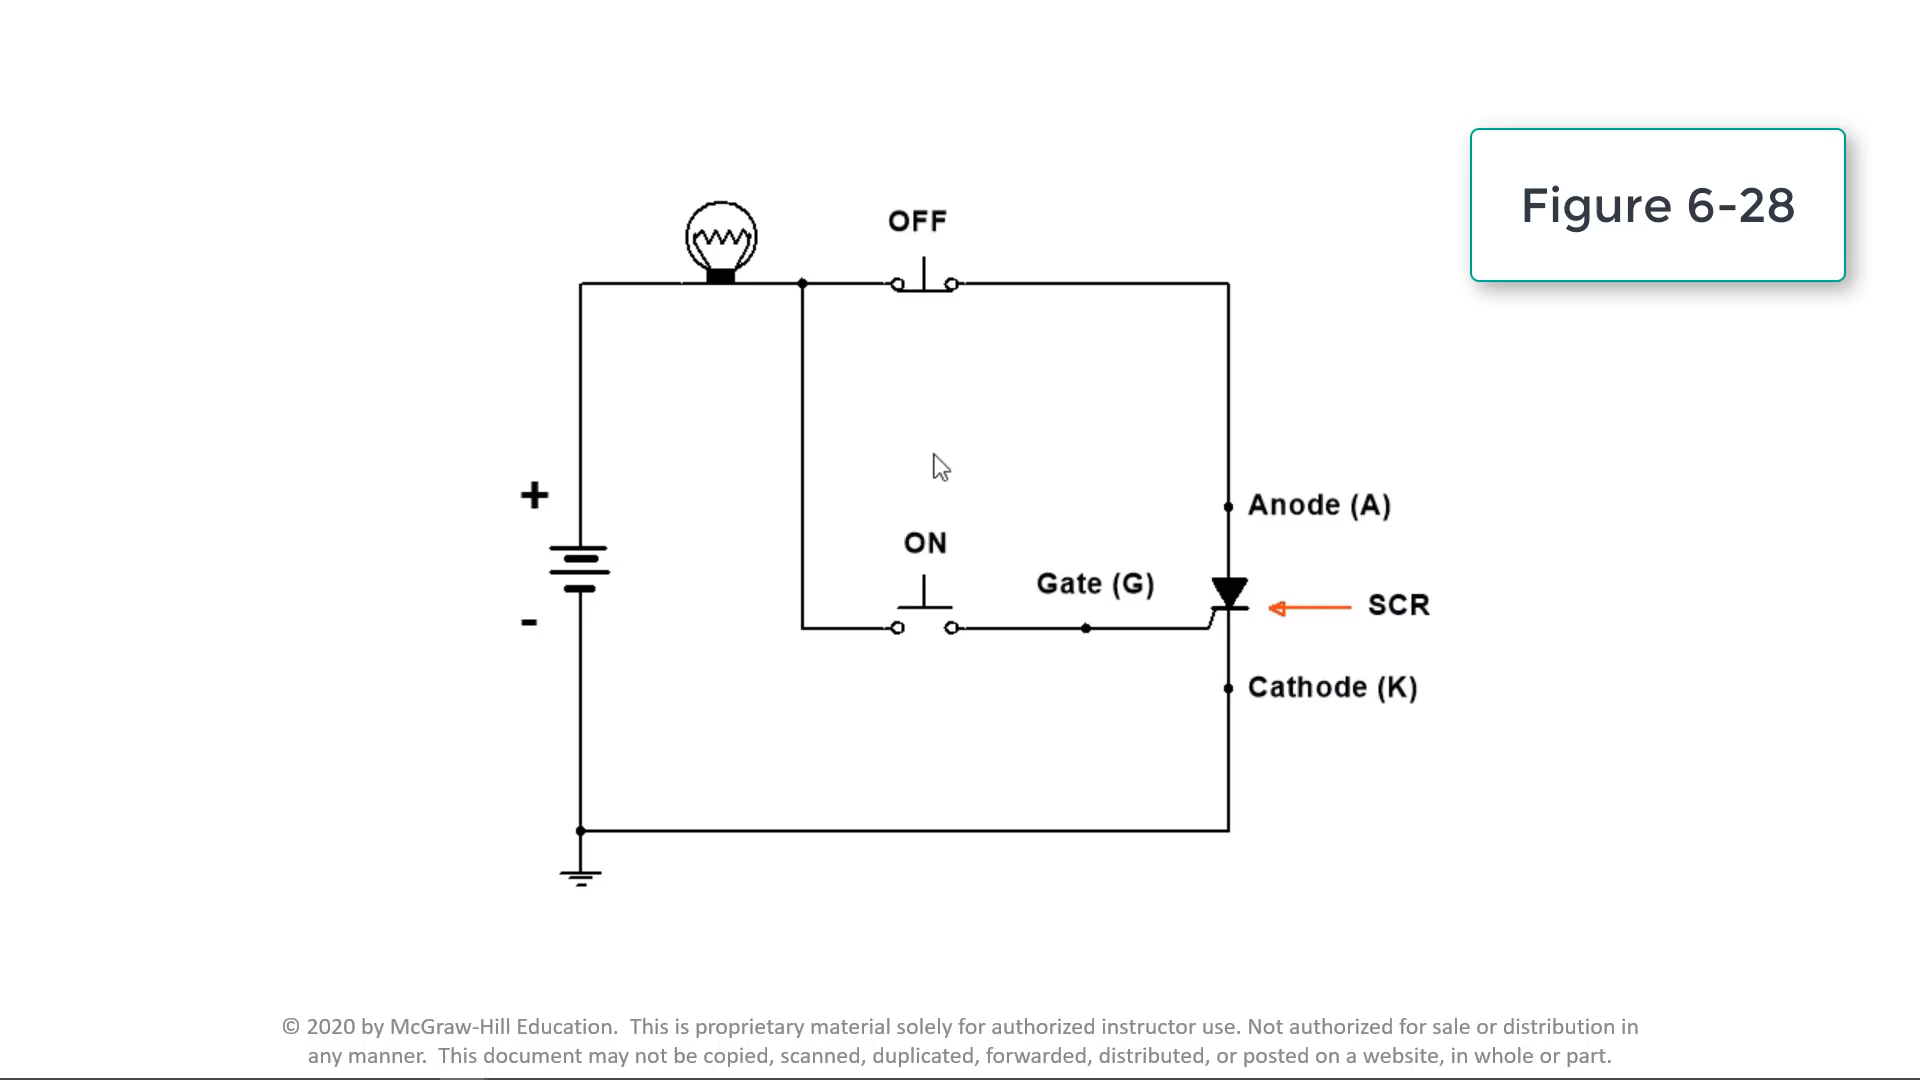 Figure 6-28
OFF
+
Anode (A)
ON
Gate (G)
SCR
-
Cathode (K)
© 2020 by McGraw-Hill Education.  This is proprietary material solely for authorized instructor use. Not authorized for sale or distribution in
any manner.  This document may not be copied, scanned, duplicated, forwarded, distributed, or posted on a website, in whole or part.